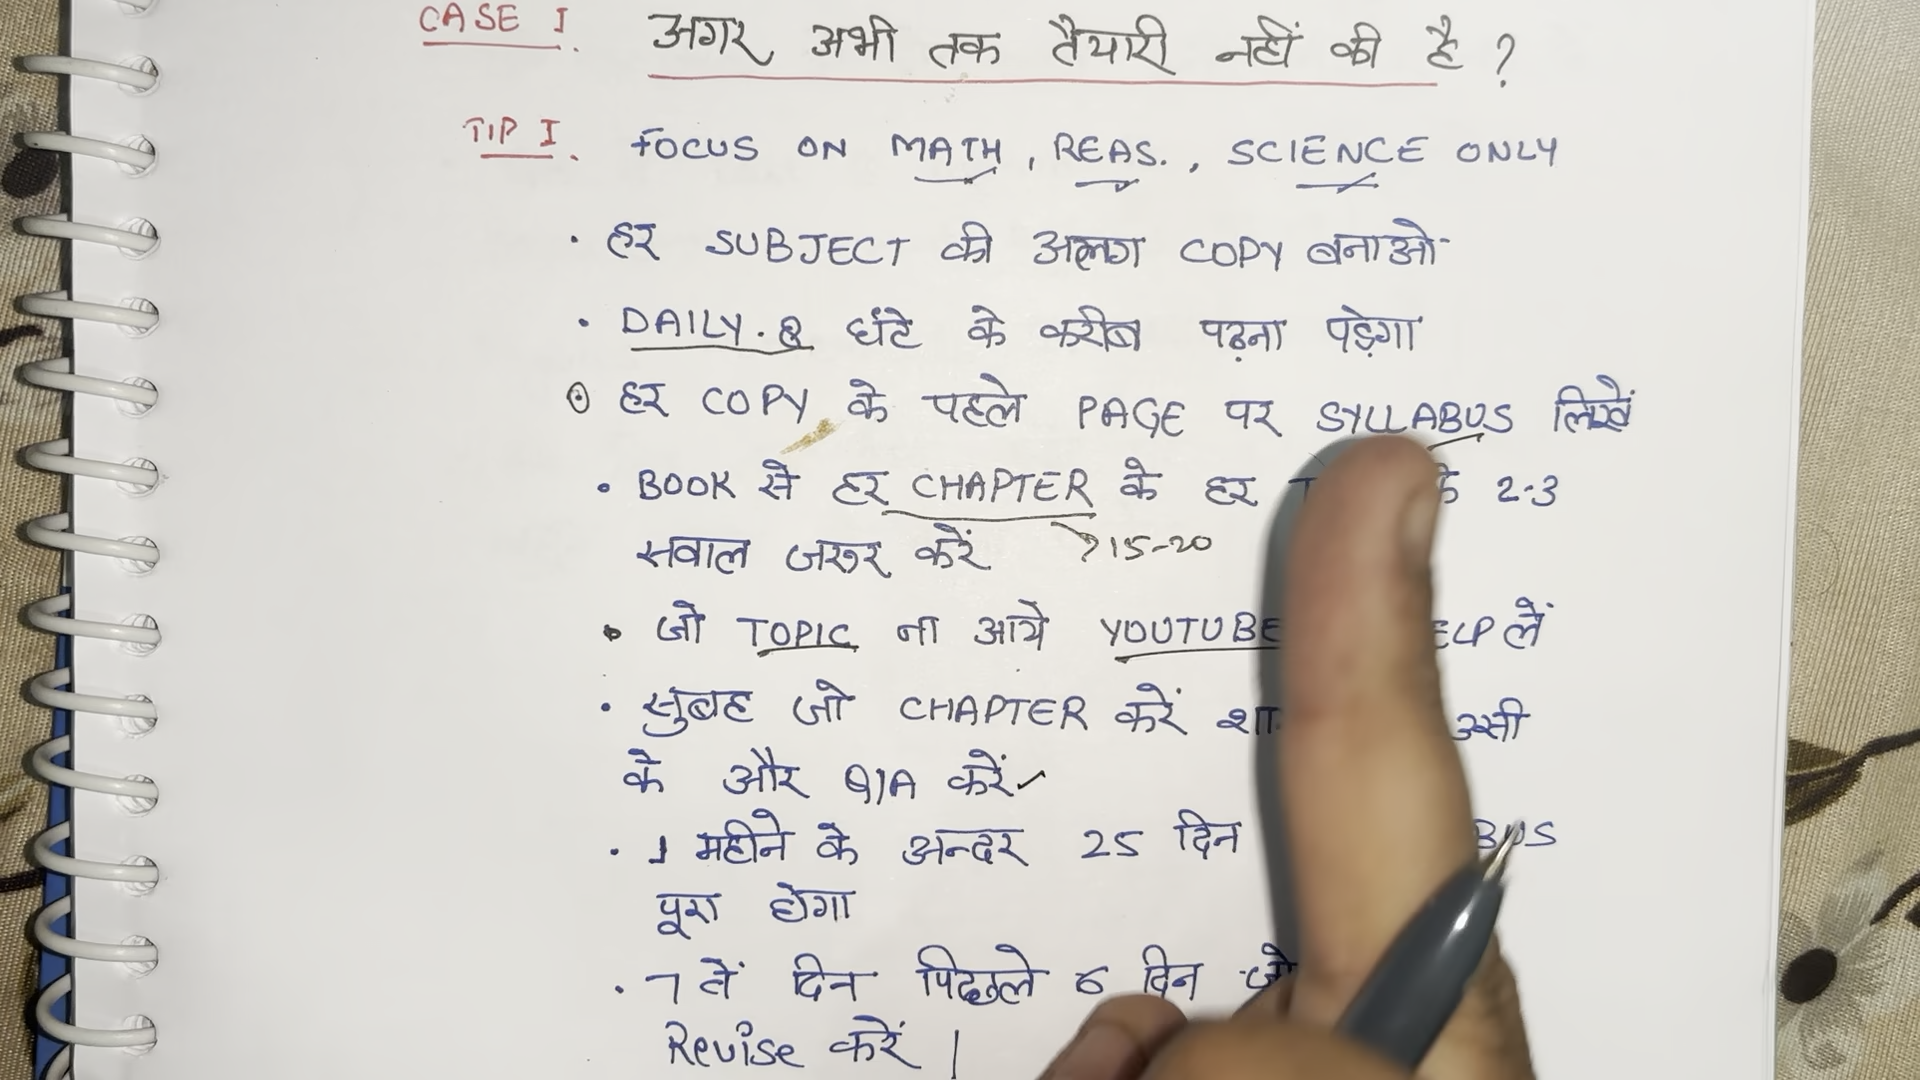 CASE I. अगर अभी तक तैयारी नहीं की है ?
TIP I. FOCUS ON MATH, REAS., SCIENCE ONLY
• हर SUBJECT की अलग COPY बनाओ
• DAILY. 8 घंटे के करीब पढ़ना पड़ेगा
⊙ हर COPY के पहले PAGE पर SYLLABUS लिखें
• BOOK से हर CHAPTER के हर के 2-3
सवाल जरूर करें → 15-20
• जो TOPIC ना आये YOUTUBE लें
• सुबह जो CHAPTER करें उसी
के और Q/A करें ✓
• 1 महीने के अन्दर 25 दिन
पूरा होगा
• 7 वें दिन पिछले 6 दिन जो
Revise करें |